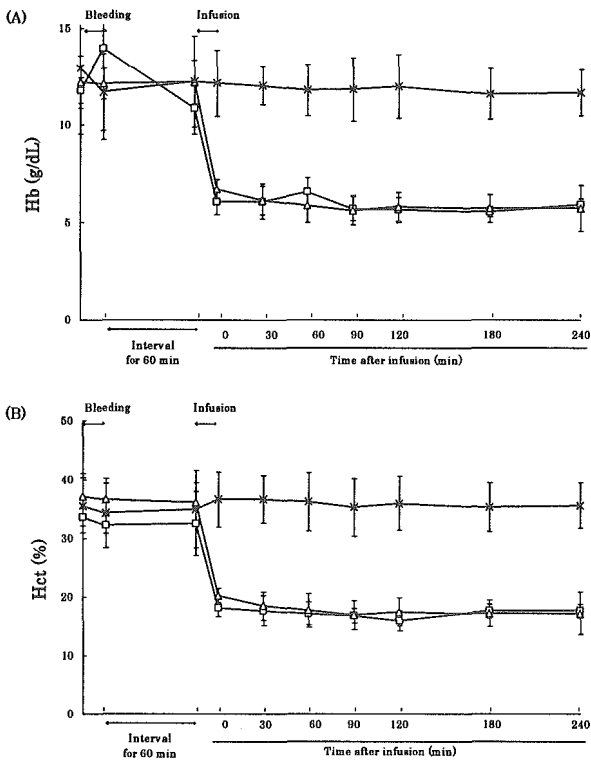 (A)
Bleeding
Infusion
15
10
5
0
Hb (g/dL)
0 30 60 90 120 180 240
Interval
for 60 min
Time after infusion (min)
(B)
Bleeding
Infusion
50
40
30
20
10
0
Hct (%)
0 30 60 90 120 180 240
Interval
for 60 min
Time after infusion (min)